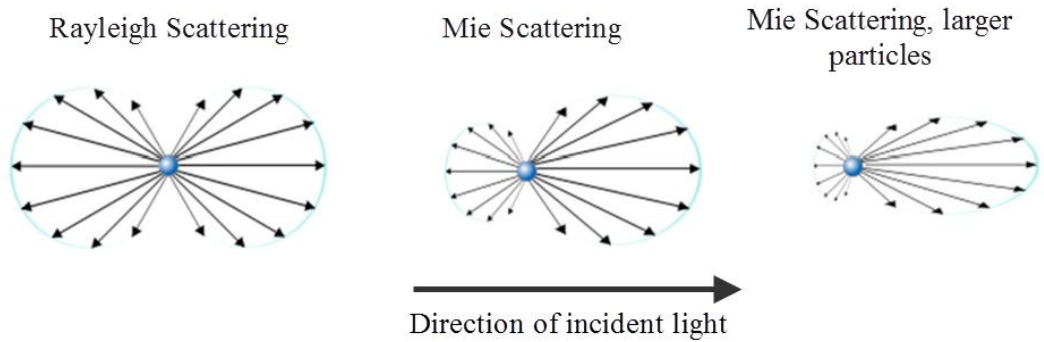 Rayleigh Scattering
Mie Scattering
Mie Scattering, larger
particles
Direction of incident light